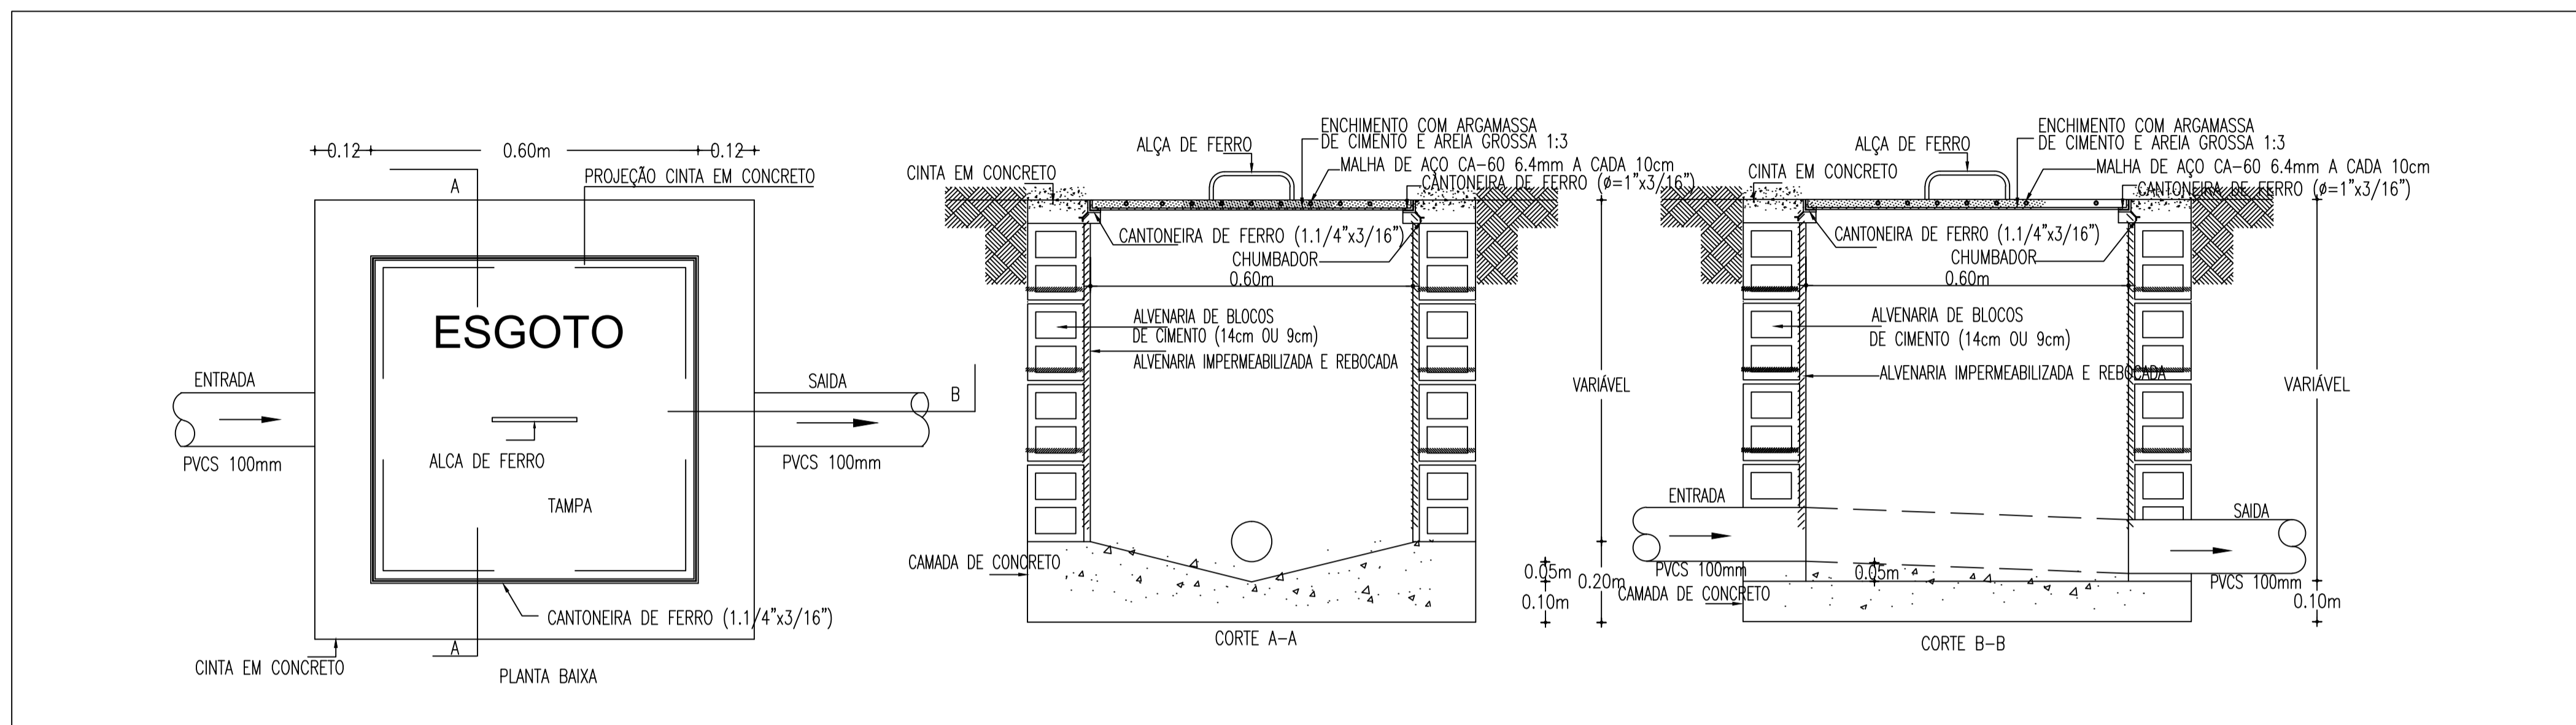 0.12
0.60m
0.12
A
PROJEÇÃO CINTA EM CONCRETO
ESGOTO
ENTRADA
SAIDA
B
PVCS 100mm
ALCA DE FERRO
PVCS 100mm
TAMPA
CANTONEIRA DE FERRO (1.1/4"x3/16")
A
CINTA EM CONCRETO
PLANTA BAIXA
ENCHIMENTO COM ARGAMASSA
DE CIMENTO E AREIA GROSSA 1:3
ALÇA DE FERRO
MALHA DE AÇO CA-60 6.4mm A CADA 10cm
CINTA EM CONCRETO
CANTONEIRA DE FERRO (ø=1"x3/16")
CANTONEIRA DE FERRO (1.1/4"x3/16")
CHUMBADOR
0.60m
ALVENARIA DE BLOCOS
DE CIMENTO (14cm OU 9cm)
ALVENARIA IMPERMEABILIZADA E REBOCADA
VARIÁVEL
CAMADA DE CONCRETO
0.05m
0.20m
0.10m
CORTE A-A
ENCHIMENTO COM ARGAMASSA
DE CIMENTO E AREIA GROSSA 1:3
ALÇA DE FERRO
MALHA DE AÇO CA-60 6.4mm A CADA 10cm
CINTA EM CONCRETO
CANTONEIRA DE FERRO (ø=1"x3/16")
CANTONEIRA DE FERRO (1.1/4"x3/16")
CHUMBADOR
0.60m
ALVENARIA DE BLOCOS
DE CIMENTO (14cm OU 9cm)
ALVENARIA IMPERMEABILIZADA E REBOCADA
VARIÁVEL
ENTRADA
SAIDA
PVCS 100mm
0.05m
PVCS 100mm
CAMADA DE CONCRETO
0.10m
CORTE B-B